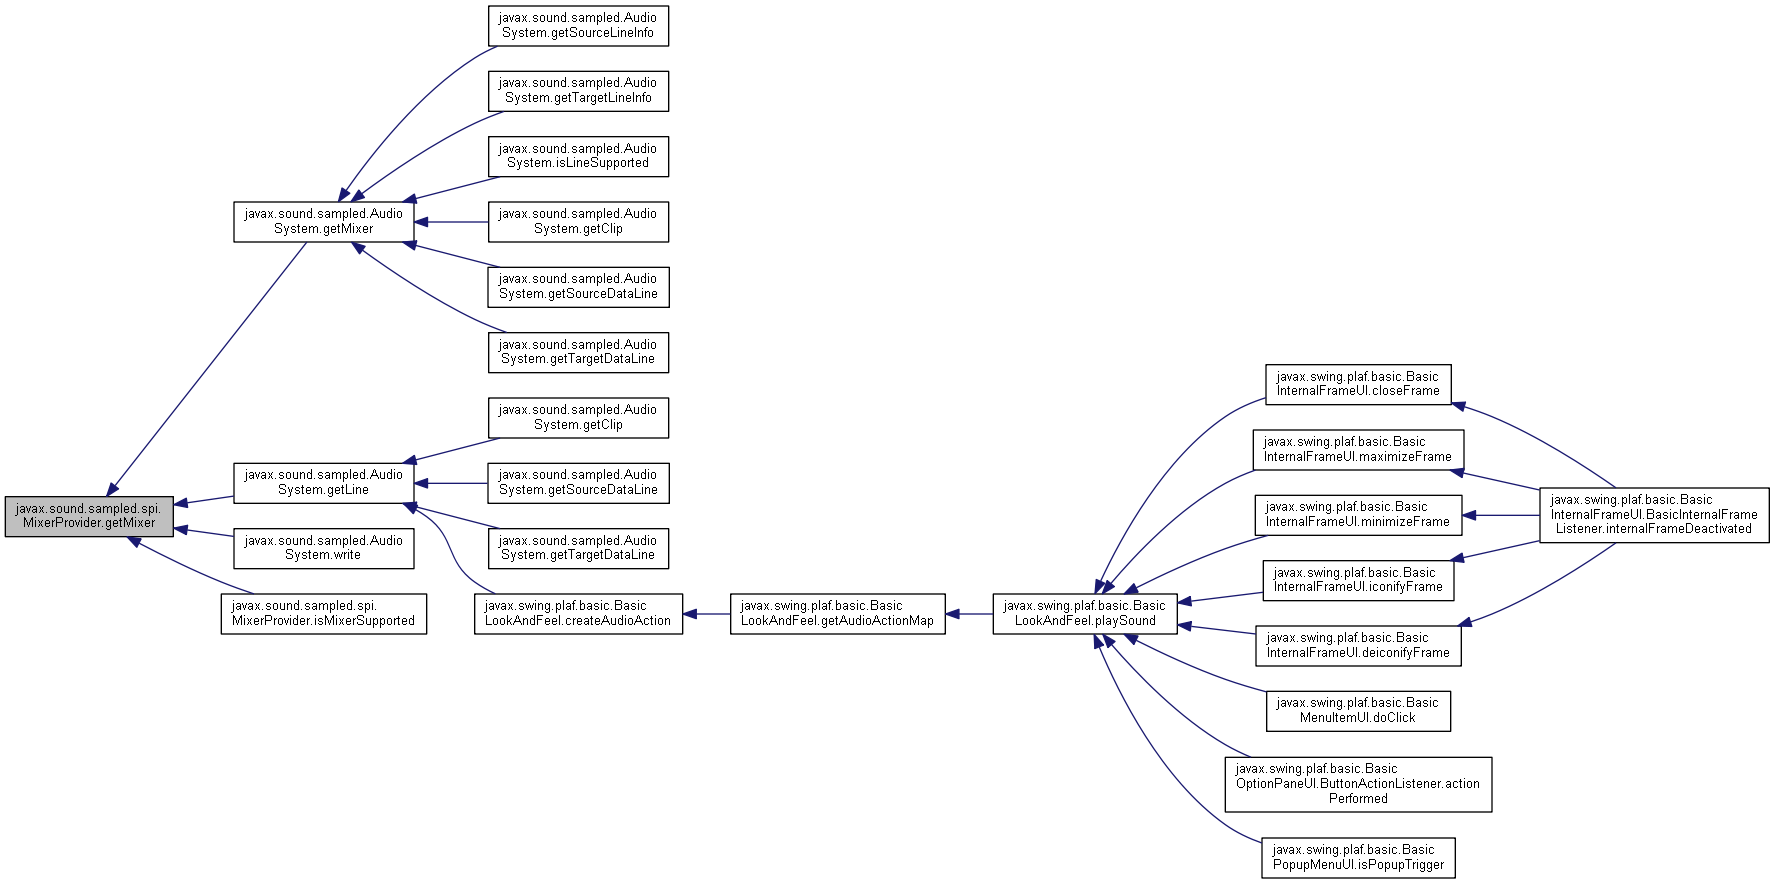 javax.sound.sampled.Audio
System.getSourceLineInfo
javax.sound.sampled.Audio
System.getTargetLineInfo
javax.sound.sampled.Audio
System.isLineSupported
javax.sound.sampled.Audio
System.getMixer
javax.sound.sampled.Audio
System.getClip
javax.sound.sampled.Audio
System.getSourceDataLine
javax.sound.sampled.Audio
System.getTargetDataLine
javax.sound.sampled.Audio
System.getClip
javax.sound.sampled.Audio
System.getLine
javax.sound.sampled.Audio
System.getSourceDataLine
javax.sound.sampled.spi.
MixerProvider.getMixer
javax.sound.sampled.Audio
System.write
javax.sound.sampled.Audio
System.getTargetDataLine
javax.sound.sampled.spi.
MixerProvider.isMixerSupported
javax.swing.plaf.basic.Basic
LookAndFeel.createAudioAction
javax.swing.plaf.basic.Basic
LookAndFeel.getAudioActionMap
javax.swing.plaf.basic.Basic
LookAndFeel.playSound
javax.swing.plaf.basic.Basic
InternalFrameUI.closeFrame
javax.swing.plaf.basic.Basic
InternalFrameUI.maximizeFrame
javax.swing.plaf.basic.Basic
InternalFrameUI.minimizeFrame
javax.swing.plaf.basic.Basic
InternalFrameUI.BasicInternalFrame
Listener.internalFrameDeactivated
javax.swing.plaf.basic.Basic
InternalFrameUI.iconifyFrame
javax.swing.plaf.basic.Basic
InternalFrameUI.deiconifyFrame
javax.swing.plaf.basic.Basic
MenuItemUI.doClick
javax.swing.plaf.basic.Basic
OptionPaneUI.ButtonActionListener.action
Performed
javax.swing.plaf.basic.Basic
PopupMenuUI.isPopupTrigger